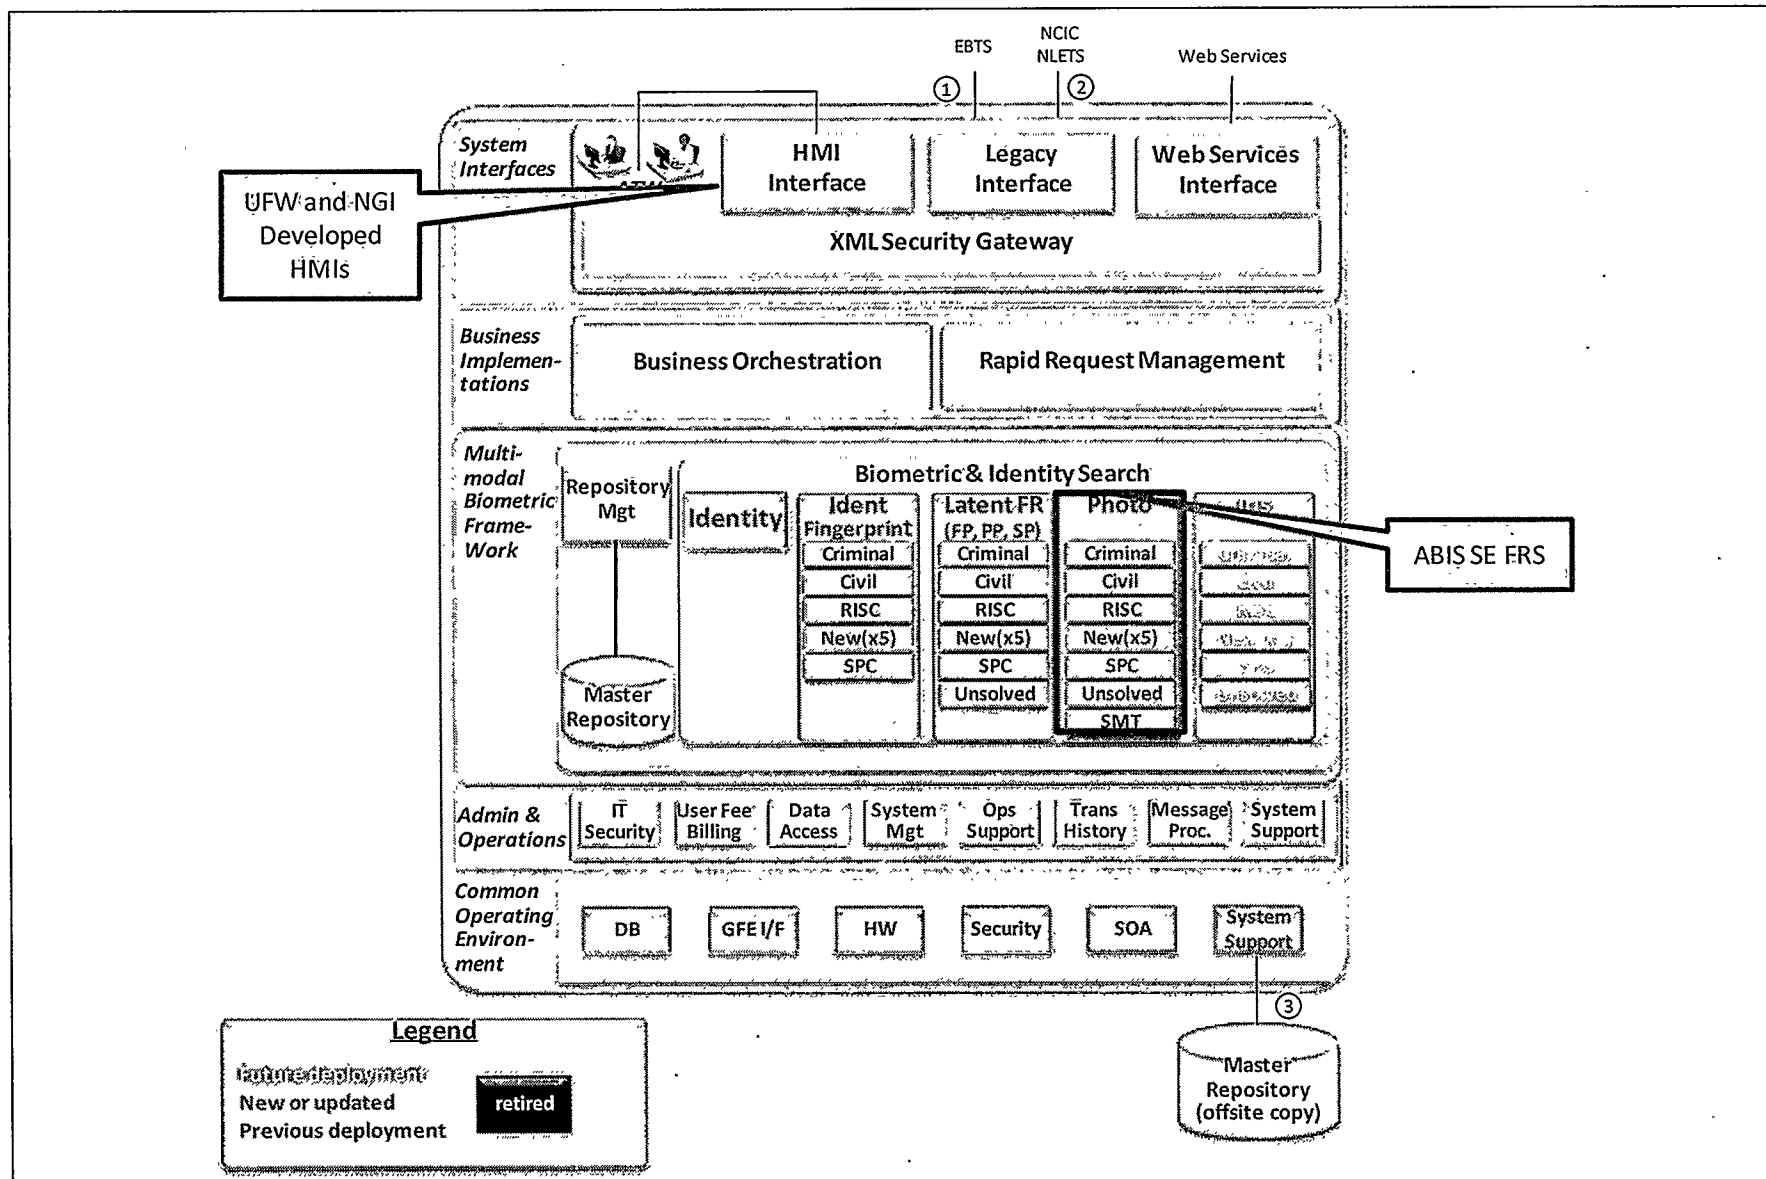 EBTS
NCIC
NLETS
Web Services
①
②
System
Interfaces
HMI
Interface
Legacy
Interface
Web Services
Interface
UFW and NGI
Developed
HMIs
XML Security Gateway
Business
Implemen-
tations
Business Orchestration
Rapid Request Management
Multi-
modal
Biometric
Frame-
Work
Repository
Mgt
Master
Repository
Biometric & Identity Search
Identity
Ident
Fingerprint
Criminal
Civil
RISC
New(x5)
SPC
Latent FR
(FP, PP, SP)
Criminal
Civil
RISC
New(x5)
SPC
Unsolved
Photo
Criminal
Civil
RISC
New(x5)
SPC
Unsolved
SMT
ABIS SE FRS
Admin &
Operations
IT
Security
User Fee
Billing
Data
Access
System
Mgt
Ops
Support
Trans
History
Message
Proc.
System
Support
Common
Operating
Environ-
ment
DB
GFE I/F
HW
Security
SOA
System
Support
③
Master
Repository
(offsite copy)
Legend
Future deployment
New or updated
Previous deployment
retired